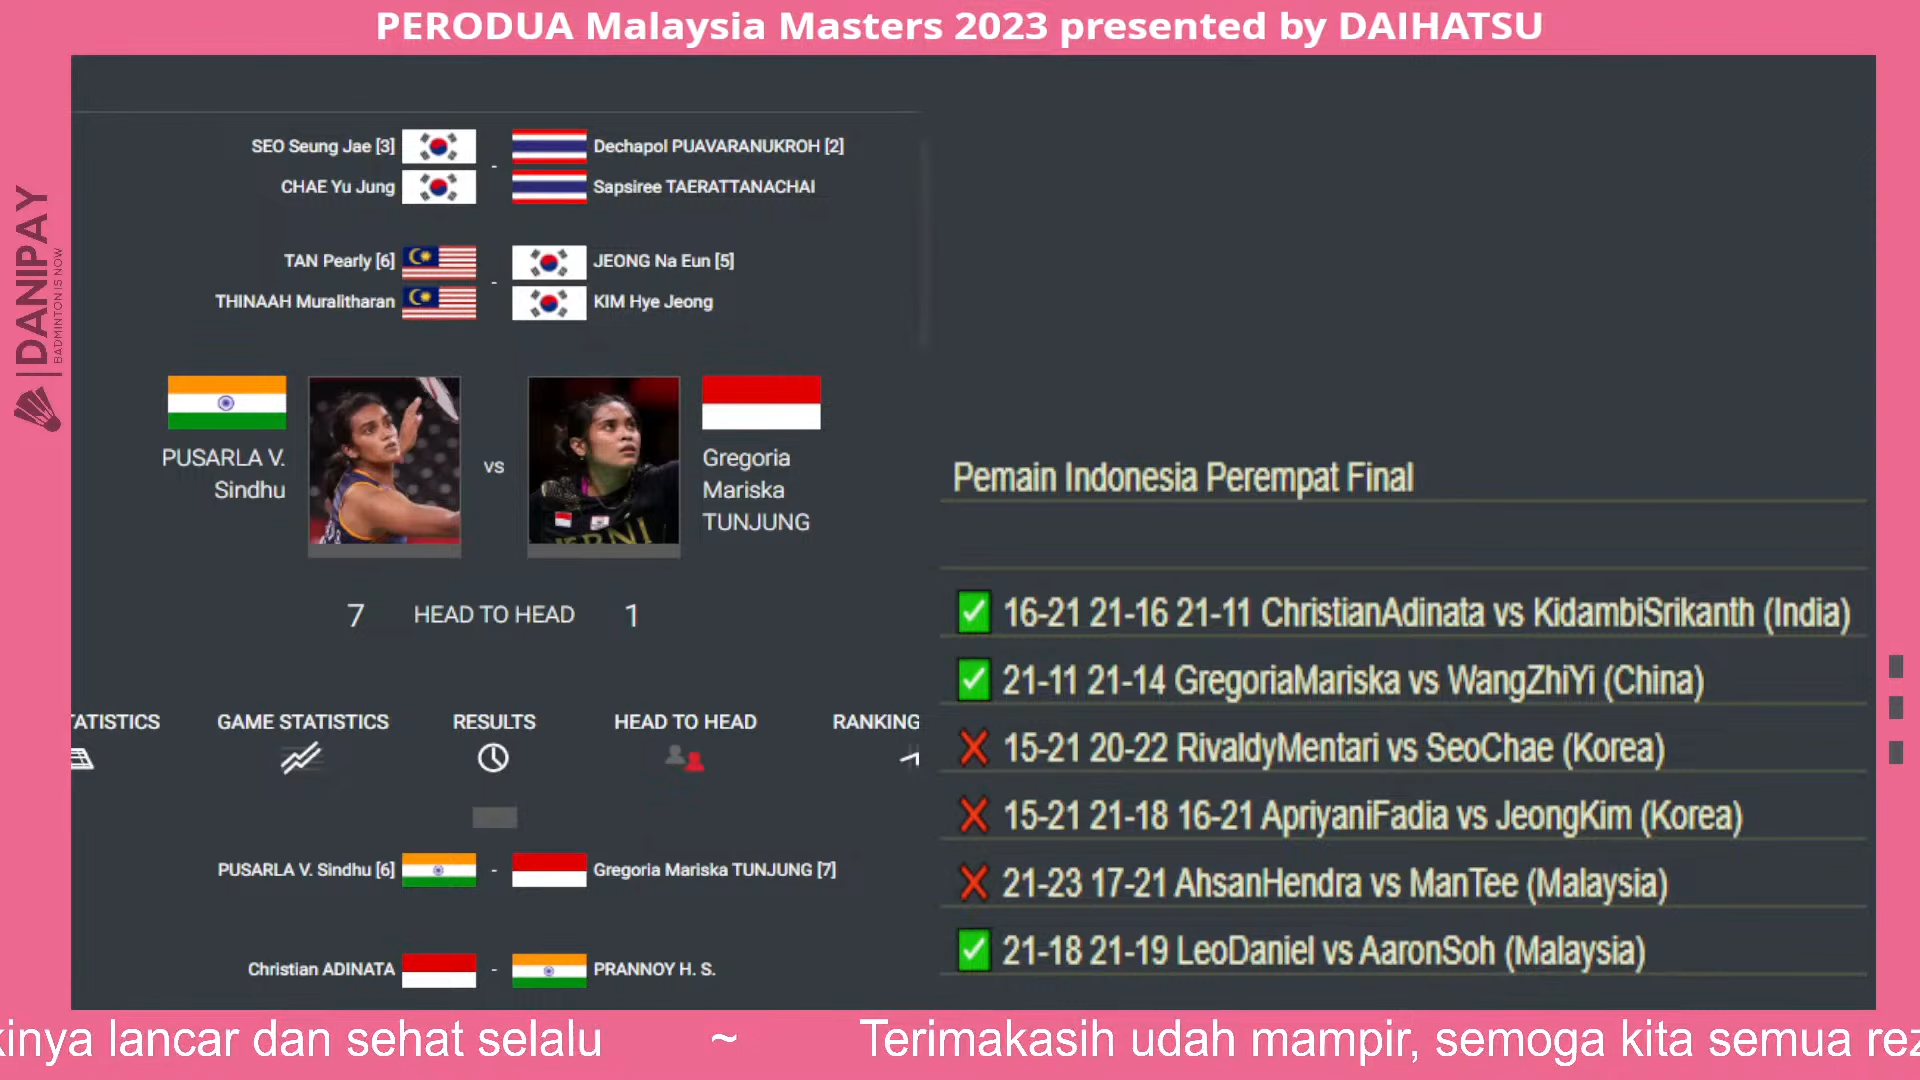 PERODUA Malaysia Masters 2023 presented by DAIHATSU
DANIPAY
BADMINTON IS NOW
SEO Seung Jae [3] - Dechapol PUAVARANUKROH [2]
CHAE Yu Jung Sapsiree TAERATTANACHAI
TAN Pearly [6] - JEONG Na Eun [5]
THINAAH Muralitharan KIM Hye Jeong
PUSARLA V.
Sindhu
vs
Gregoria
Mariska
TUNJUNG
7 HEAD TO HEAD 1
TATISTICS GAME STATISTICS RESULTS HEAD TO HEAD RANKING
PUSARLA V. Sindhu [6] - Gregoria Mariska TUNJUNG [7]
Christian ADINATA - PRANNOY H. S.
Pemain Indonesia Perempat Final
✅ 16-21 21-16 21-11 ChristianAdinata vs KidambiSrikanth (India)
✅ 21-11 21-14 GregoriaMariska vs WangZhiYi (China)
❌ 15-21 20-22 RivaldyMentari vs SeoChae (Korea)
❌ 15-21 21-18 16-21 ApriyaniFadia vs JeongKim (Korea)
❌ 21-23 17-21 AhsanHendra vs ManTee (Malaysia)
✅ 21-18 21-19 LeoDaniel vs AaronSoh (Malaysia)
kinya lancar dan sehat selalu ~ Terimakasih udah mampir, semoga kita semua rez